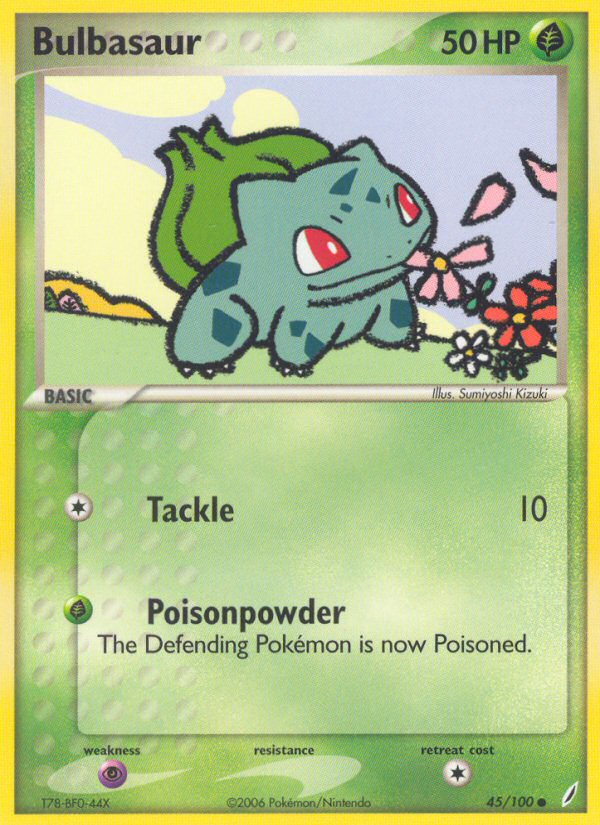 Bulbasaur 50 HP
BASIC Illus. Sumiyoshi Kizuki
Tackle 10
Poisonpowder
The Defending Pokémon is now Poisoned.
weakness resistance retreat cost
T78-BF0-44X ©2006 Pokémon/Nintendo 45/100